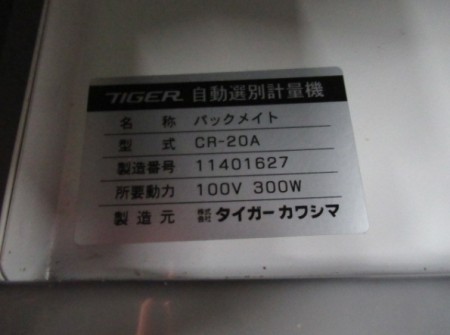 TIGER 自動選別計量機
名称 パックメイト
型式 CR-20A
製造番号 11401627
所要動力 100V 300W
製造元 株式会社 タイガーカワシマ